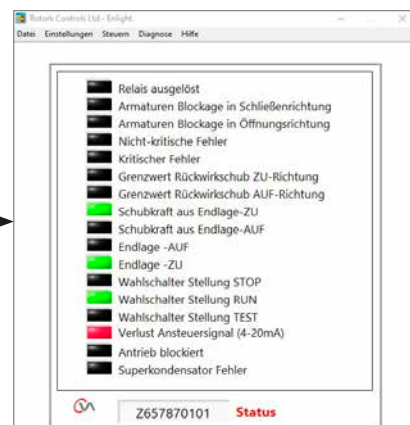 Rotork Controls Ltd - Enlight.
Datei Einstellungen Steuern Diagnose Hilfe
Relais ausgelöst
Armaturen Blockage in Schließenrichtung
Armaturen Blockage in Öffnungsrichtung
Nicht-kritische Fehler
Kritischer Fehler
Grenzwert Rückwirkschub ZU-Richtung
Grenzwert Rückwirkschub AUF-Richtung
Schubkraft aus Endlage-ZU
Schubkraft aus Endlage-AUF
Endlage -AUF
Endlage -ZU
Wahlschalter Stellung STOP
Wahlschalter Stellung RUN
Wahlschalter Stellung TEST
Verlust Ansteuersignal (4-20mA)
Antrieb blockiert
Superkondensator Fehler
Z657870101 Status